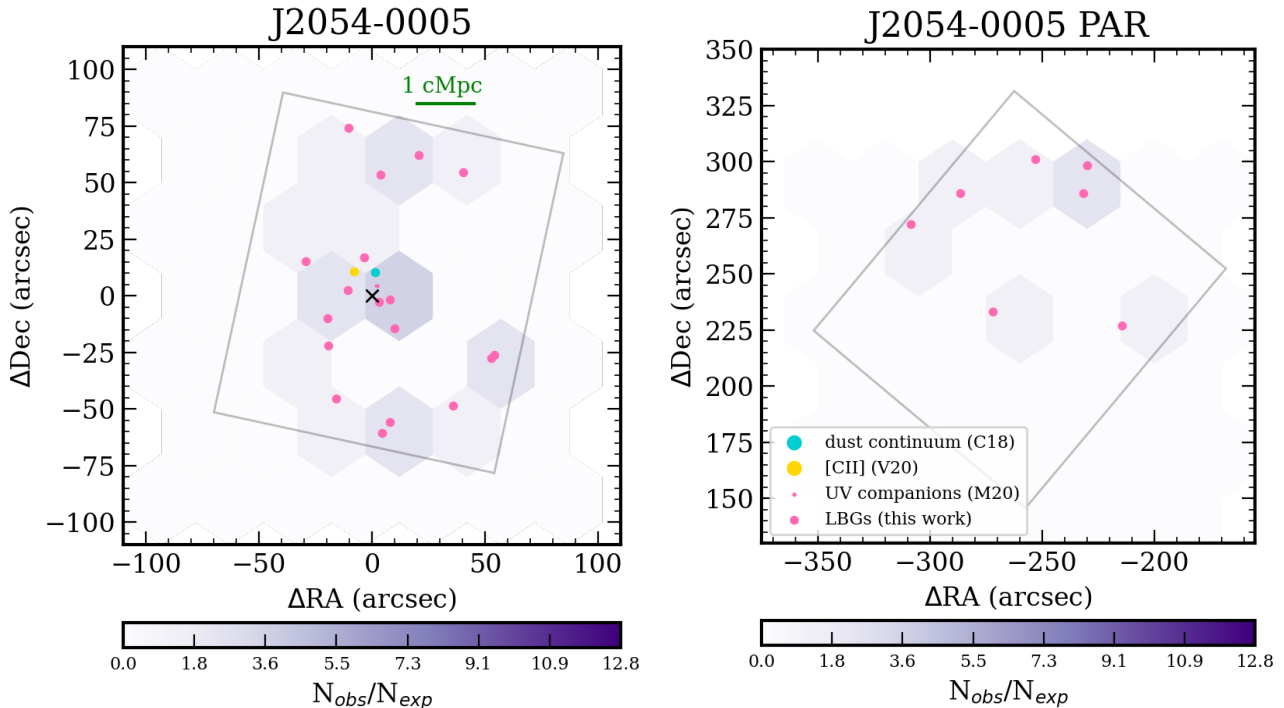 J2054-0005
1 cMpc
100
75
50
25
0
−25
−50
−75
−100
ΔDec (arcsec)
−100 −50 0 50 100
ΔRA (arcsec)
0.0 1.8 3.6 5.5 7.3 9.1 10.9 12.8
N_obs/N_exp
J2054-0005 PAR
350
325
300
275
250
225
200
175
150
ΔDec (arcsec)
dust continuum (C18)
[CII] (V20)
UV companions (M20)
LBGs (this work)
−350 −300 −250 −200
ΔRA (arcsec)
0.0 1.8 3.6 5.5 7.3 9.1 10.9 12.8
N_obs/N_exp